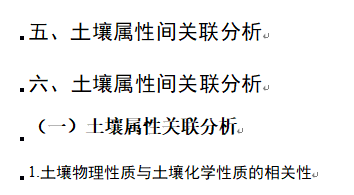 五、土壤属性间关联分析
六、土壤属性间关联分析
（一）土壤属性关联分析
1.土壤物理性质与土壤化学性质的相关性